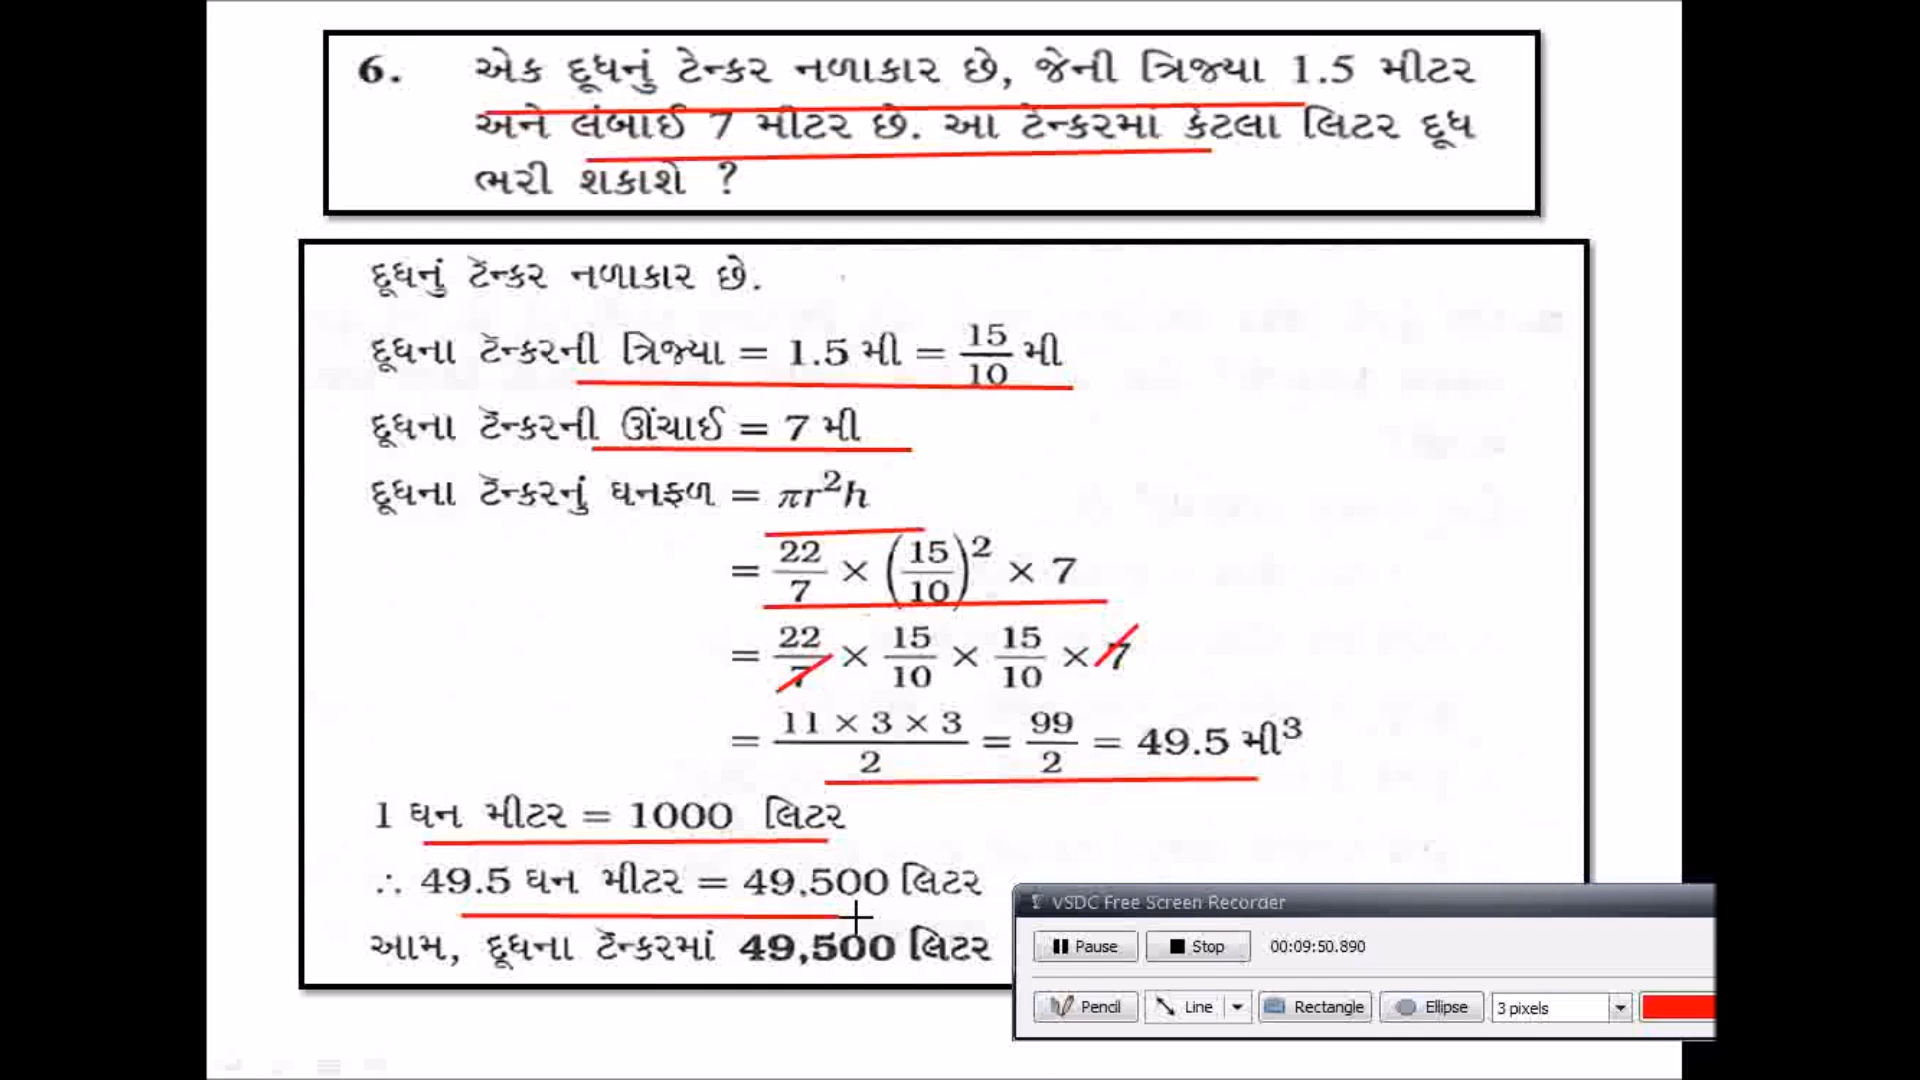 6. એક દૂધનું ટેન્કર નળાકાર છે, જેની ત્રિજ્યા 1.5 મીટર
અને લંબાઈ 7 મીટર છે. આ ટેન્કરમાં કેટલા લિટર દૂધ
ભરી શકાશે ?
દૂધનું ટૅન્કર નળાકાર છે.
દૂધના ટૅન્કરની ત્રિજ્યા = 1.5 મી = 15/10 મી
દૂધના ટૅન્કરની ઊંચાઈ = 7 મી
દૂધના ટૅન્કરનું ઘનફળ = πr²h
= 22/7 × (15/10)² × 7
= 22/7 × 15/10 × 15/10 × 7
= 11 × 3 × 3/2 = 99/2 = 49.5 મી³
1 ઘન મીટર = 1000 લિટર
∴ 49.5 ઘન મીટર = 49,500 લિટર
આમ, દૂધના ટૅન્કરમાં 49,500 લિટર
VSDC Free Screen Recorder
Pause Stop 00:09:50.890
Pencil Line Rectangle Ellipse 3 pixels